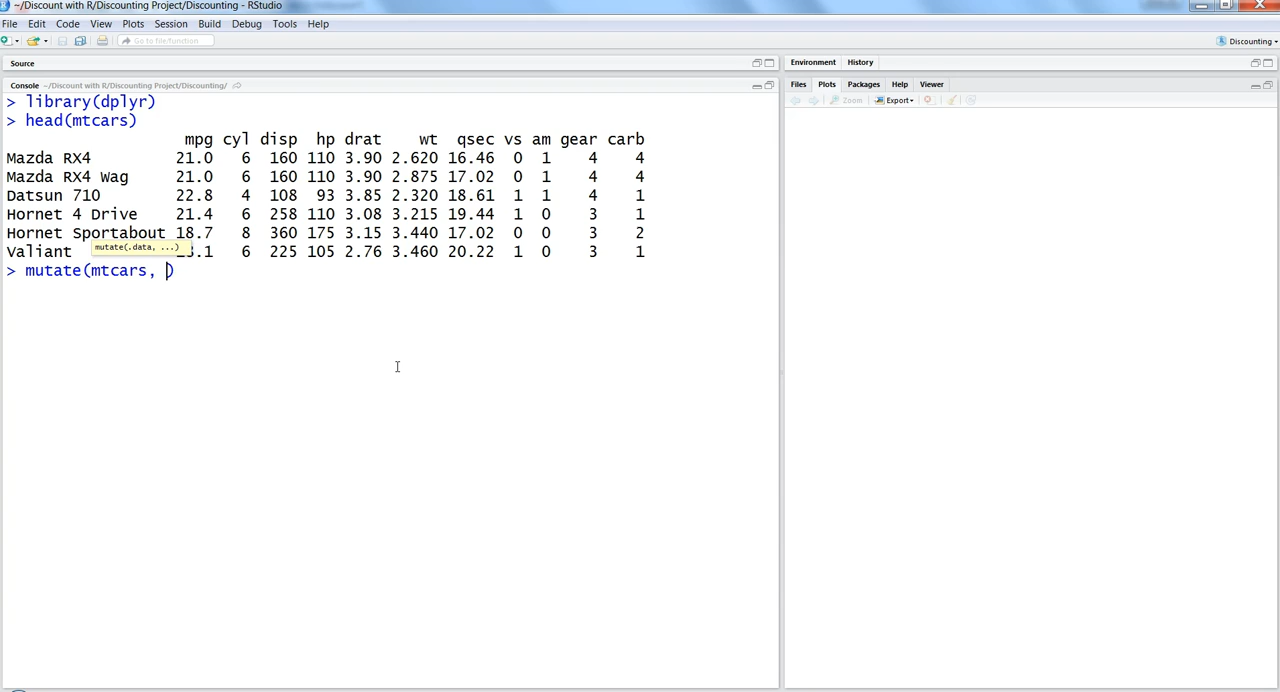 ~/Discount with R/Discounting Project/Discounting - RStudio
File Edit Code View Plots Session Build Debug Tools Help
Go to file/function Discounting
Source Environment History
Console ~/Discount with R/Discounting Project/Discounting/ Files Plots Packages Help Viewer
Zoom Export
> library(dplyr)
> head(mtcars)
mpg cyl disp hp drat wt qsec vs am gear carb
Mazda RX4 21.0 6 160 110 3.90 2.620 16.46 0 1 4 4
Mazda RX4 Wag 21.0 6 160 110 3.90 2.875 17.02 0 1 4 4
Datsun 710 22.8 4 108 93 3.85 2.320 18.61 1 1 4 1
Hornet 4 Drive 21.4 6 258 110 3.08 3.215 19.44 1 0 3 1
Hornet Sportabout 18.7 8 360 175 3.15 3.440 17.02 0 0 3 2
mutate(.data, ...)
Valiant 8.1 6 225 105 2.76 3.460 20.22 1 0 3 1
> mutate(mtcars, )